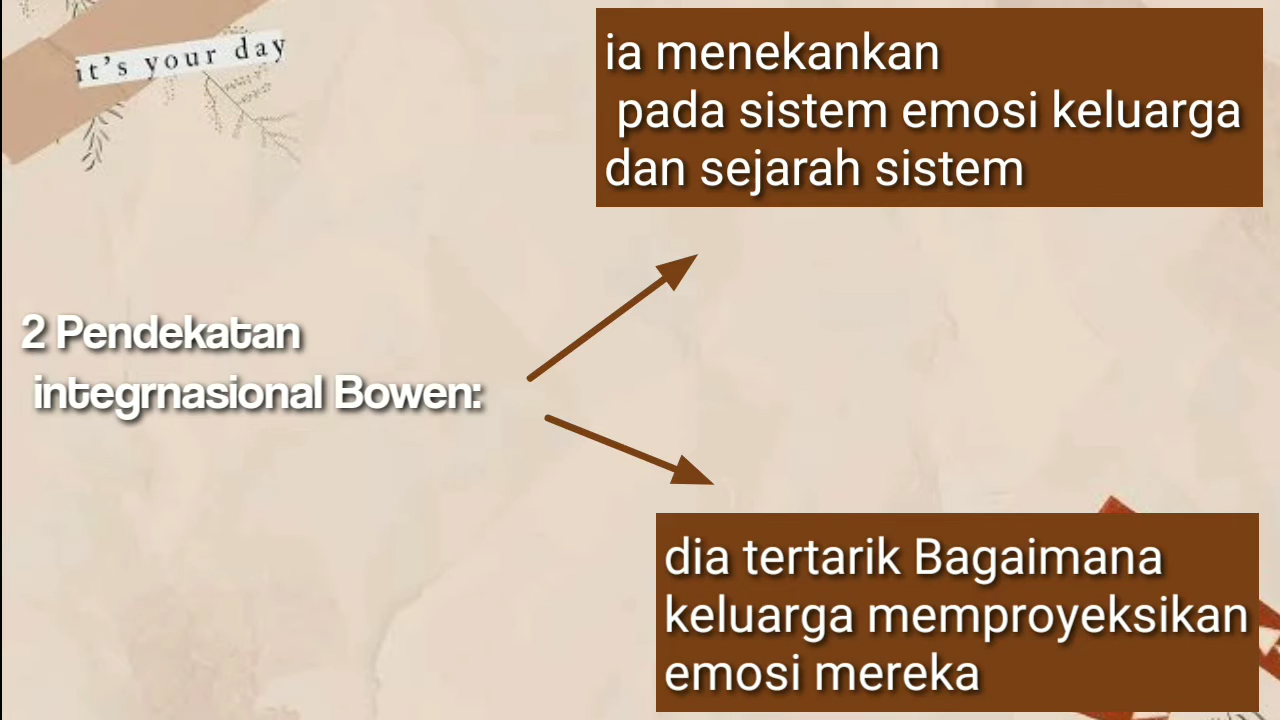 it's your day
ia menekankan
pada sistem emosi keluarga
dan sejarah sistem
2 Pendekatan
integrnasional Bowen:
dia tertarik Bagaimana
keluarga memproyeksikan
emosi mereka